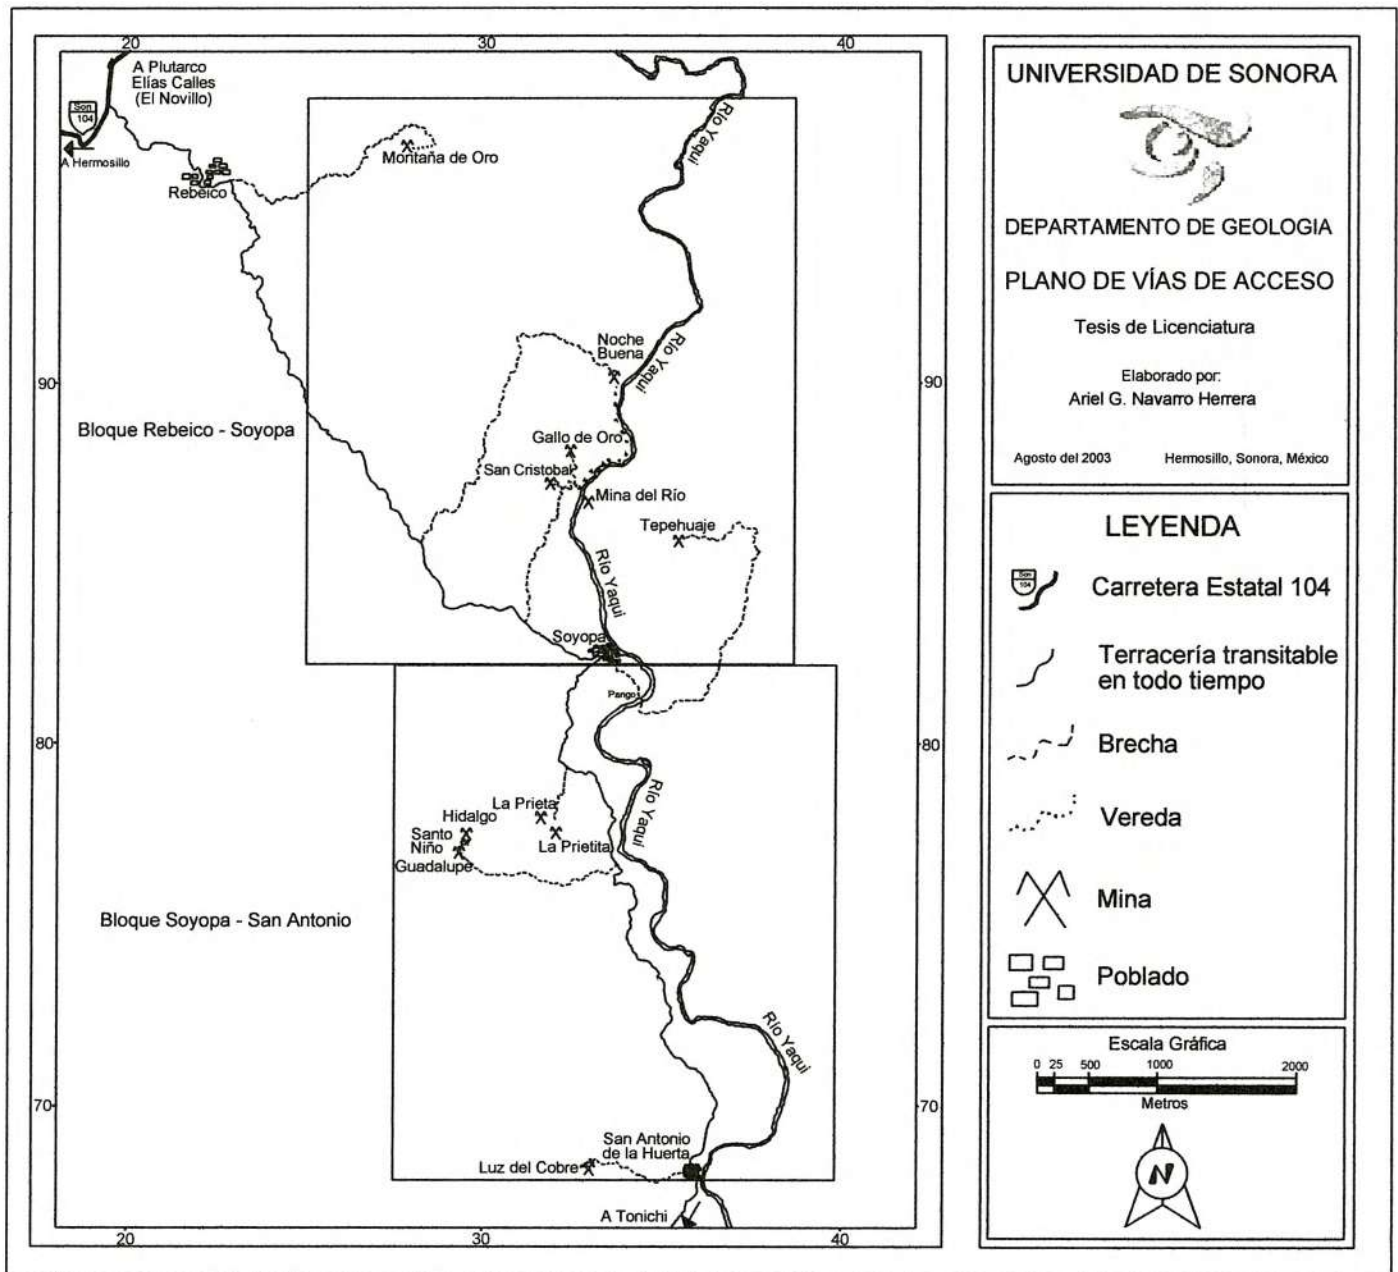 20
30
40
A Plutarco
Elías Calles
(El Novillo)
Son
104
A Hermosillo
Rebeico
Montaña de Oro
Río Yaqui
90
90
Noche
Buena
Río Yaqui
Bloque Rebeico - Soyopa
Gallo de Oro
San Cristobal
Mina del Río
Tepehuaje
Río Yaqui
Soyopa
Pango
80
80
Río Yaqui
La Prieta
Hidalgo
Santo
Niño
La Prietita
Guadalupe
Bloque Soyopa - San Antonio
Río Yaqui
70
70
San Antonio
de la Huerta
Luz del Cobre
A Tonichi
20
30
40
UNIVERSIDAD DE SONORA
DEPARTAMENTO DE GEOLOGIA
PLANO DE VÍAS DE ACCESO
Tesis de Licenciatura
Elaborado por:
Ariel G. Navarro Herrera
Agosto del 2003 Hermosillo, Sonora, México
LEYENDA
Son
104
Carretera Estatal 104
Terracería transitable
en todo tiempo
Brecha
Vereda
Mina
Poblado
Escala Gráfica
0 25 500 1000 2000
Metros
N